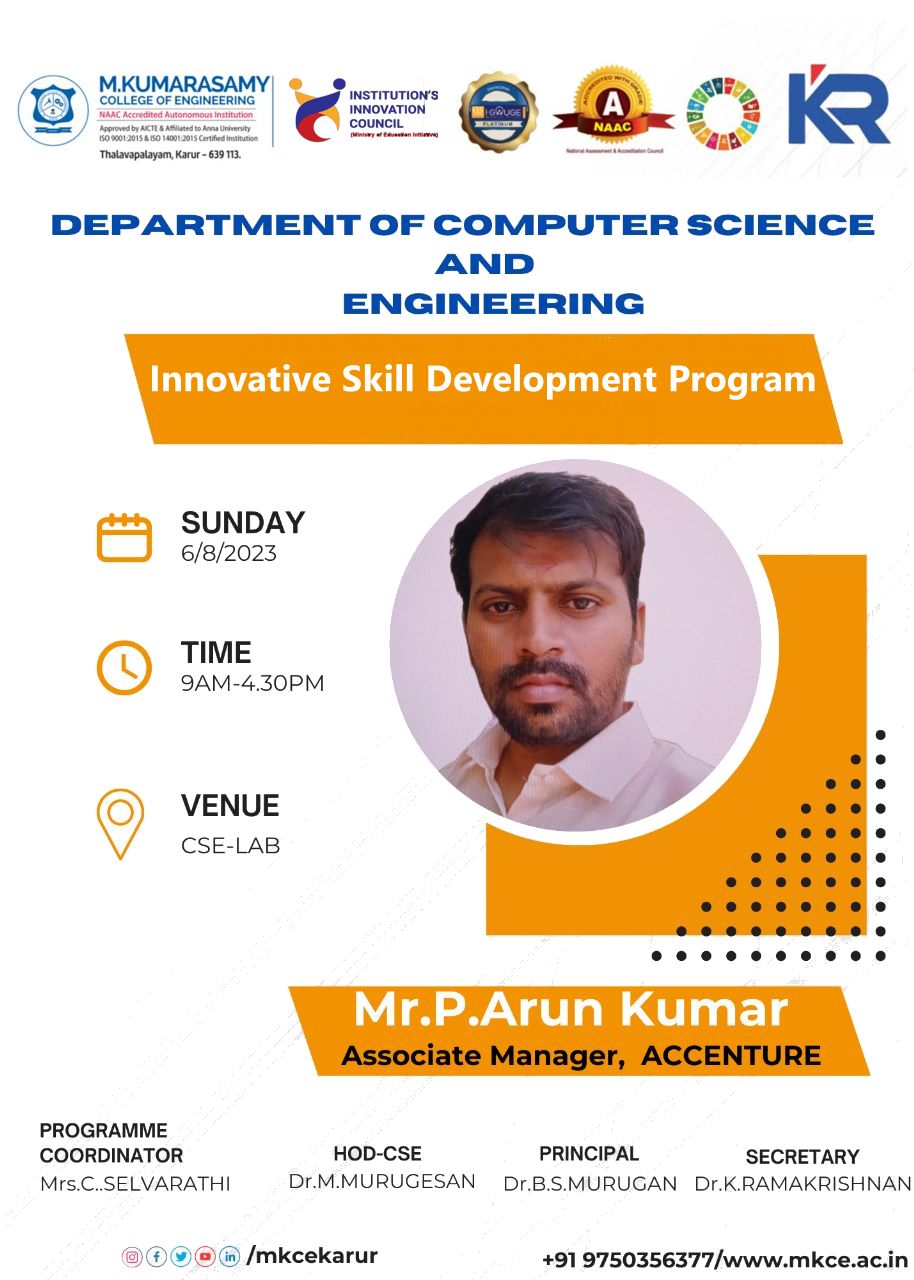 M.KUMARASAMY
COLLEGE OF ENGINEERING
NAAC Accredited Autonomous Institution
Approved by AICTE & Affiliated to Anna University
ISO 9001:2015 & ISO 14001:2015 Certified Institution
Thalavapalayam, Karur – 639 113.
INSTITUTION'S
INNOVATION
COUNCIL
(Ministry of Education Initiative)
I·GAUGE
PLATINUM
ACCREDITED WITH GRADE
A
NAAC
National Assessment & Accreditation Council
KR
DEPARTMENT OF COMPUTER SCIENCE
AND
ENGINEERING
Innovative Skill Development Program
SUNDAY
6/8/2023
TIME
9AM-4.30PM
VENUE
CSE-LAB
Mr.P.Arun Kumar
Associate Manager, ACCENTURE
PROGRAMME
COORDINATOR
Mrs.C..SELVARATHI
HOD-CSE
Dr.M.MURUGESAN
PRINCIPAL
Dr.B.S.MURUGAN
SECRETARY
Dr.K.RAMAKRISHNAN
/mkcekarur
+91 9750356377/www.mkce.ac.in